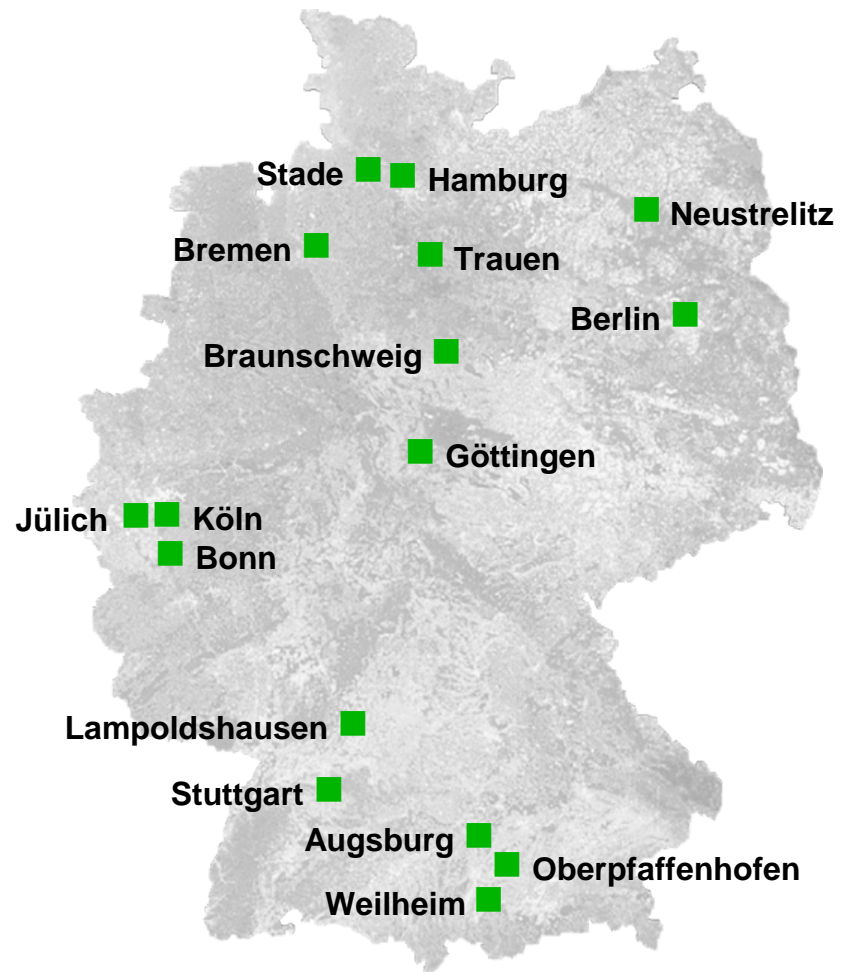 Stade
Hamburg
Neustrelitz
Bremen
Trauen
Berlin
Braunschweig
Göttingen
Jülich
Köln
Bonn
Lampoldshausen
Stuttgart
Augsburg
Oberpfaffenhofen
Weilheim